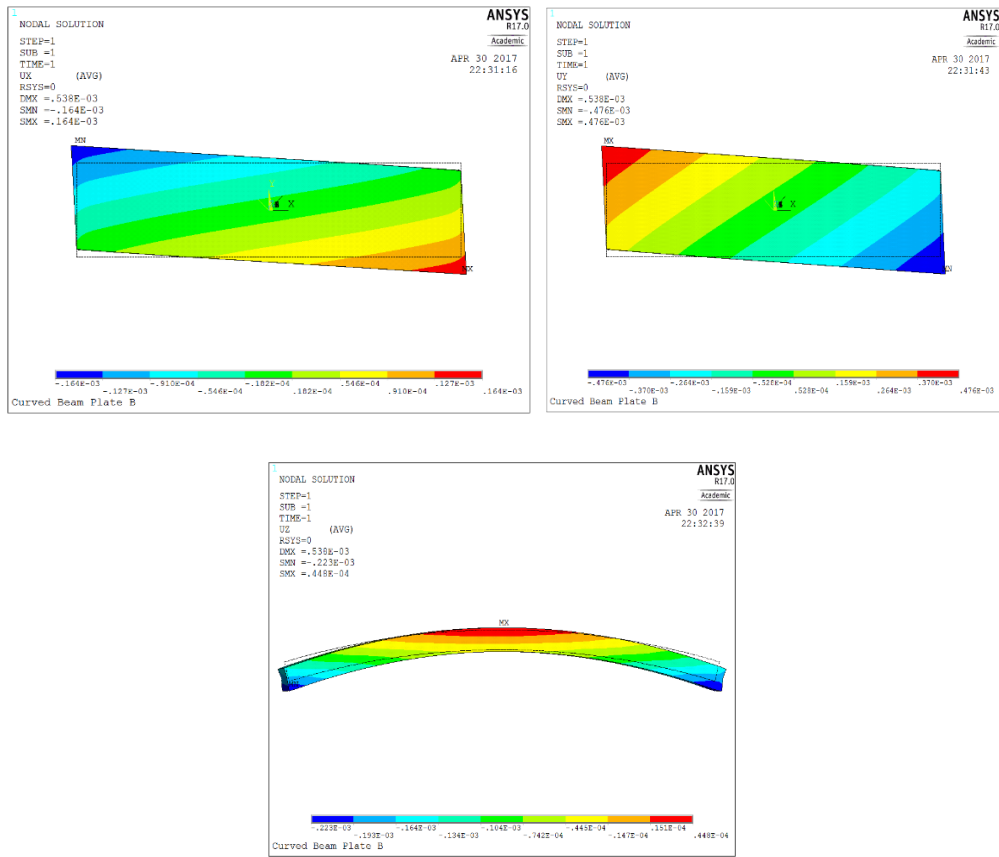 1
NODAL SOLUTION
ANSYS
R17.0
Academic
STEP=1
SUB =1
TIME=1
UX (AVG)
RSYS=0
DMX =.538E-03
SMN =-.164E-03
SMX =.164E-03
APR 30 2017
22:31:16
MN
Y
X
MX
-.164E-03 -.910E-04 -.182E-04 .546E-04 .127E-03
-.127E-03 -.546E-04 .182E-04 .910E-04 .164E-03
Curved Beam Plate B
1
NODAL SOLUTION
ANSYS
R17.0
Academic
STEP=1
SUB =1
TIME=1
UY (AVG)
RSYS=0
DMX =.538E-03
SMN =-.476E-03
SMX =.476E-03
APR 30 2017
22:31:43
MX
X
-.476E-03 -.264E-03 -.528E-04 .159E-03 .370E-03
-.370E-03 -.159E-03 .528E-04 .264E-03 .476E-03
Curved Beam Plate B
1
NODAL SOLUTION
ANSYS
R17.0
Academic
STEP=1
SUB =1
TIME=1
UZ (AVG)
RSYS=0
DMX =.538E-03
SMN =-.223E-03
SMX =.448E-04
APR 30 2017
22:32:39
MX
-.223E-03 -.164E-03 -.104E-03 -.445E-04 .151E-04
-.193E-03 -.134E-03 -.742E-04 -.147E-04 .448E-04
Curved Beam Plate B